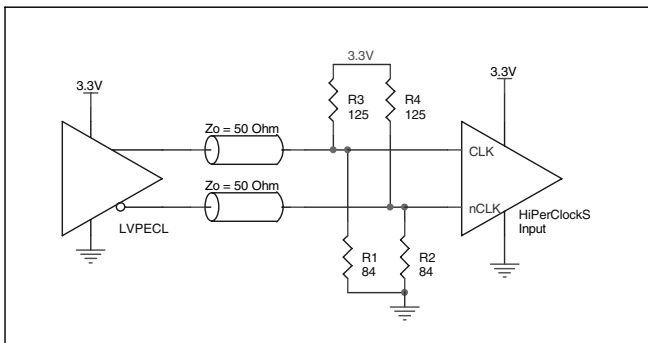 3.3V
3.3V
3.3V
R3
125
R4
125
Zo = 50 Ohm
CLK
Zo = 50 Ohm
nCLK
LVPECL
HiPerClockS
Input
R1
84
R2
84